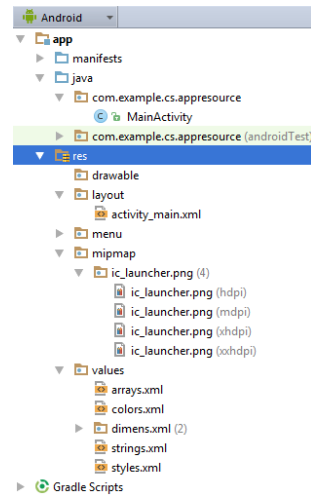 Android
app
manifests
java
com.example.cs.appresource
MainActivity
com.example.cs.appresource (androidTest)
res
drawable
layout
activity_main.xml
menu
mipmap
ic_launcher.png (4)
ic_launcher.png (hdpi)
ic_launcher.png (mdpi)
ic_launcher.png (xhdpi)
ic_launcher.png (xxhdpi)
values
arrays.xml
colors.xml
dimens.xml (2)
strings.xml
styles.xml
Gradle Scripts